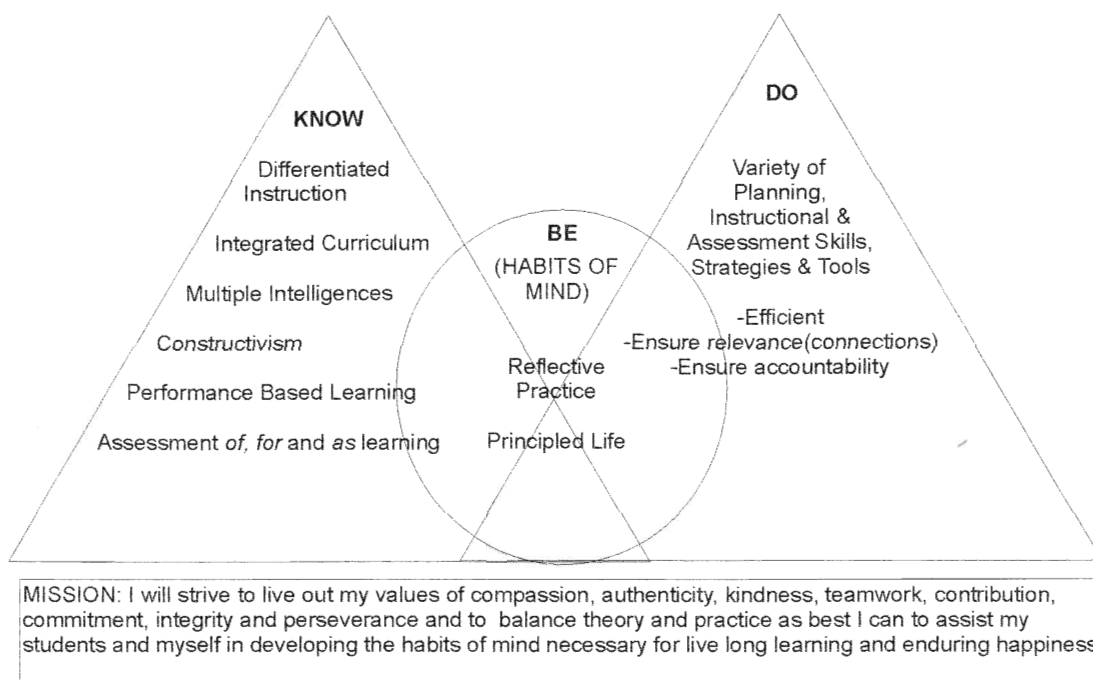 KNOW
Differentiated
Instruction
Integrated Curriculum
Multiple Intelligences
Constructivism
Performance Based Learning
Assessment of, for and as learning
BE
(HABITS OF
MIND)
Reflective
Practice
Principled Life
DO
Variety of
Planning,
Instructional &
Assessment Skills,
Strategies & Tools
-Efficient
-Ensure relevance(connections)
-Ensure accountability
MISSION: I will strive to live out my values of compassion, authenticity, kindness, teamwork, contribution,
commitment, integrity and perseverance and to balance theory and practice as best I can to assist my
students and myself in developing the habits of mind necessary for live long learning and enduring happiness